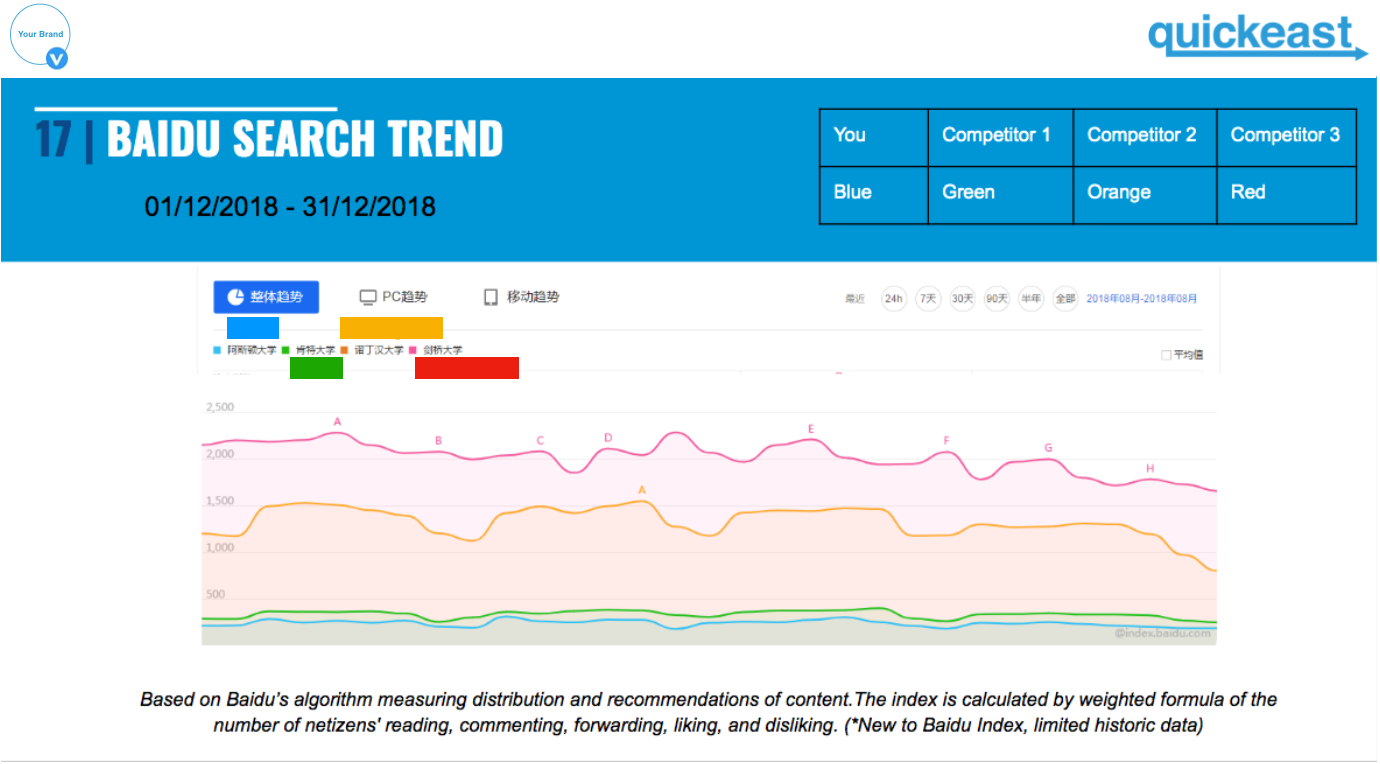 Your Brand
V
quickeast
17 | BAIDU SEARCH TREND
01/12/2018 - 31/12/2018
You Competitor 1 Competitor 2 Competitor 3
Blue Green Orange Red
整体趋势 PC趋势 移动趋势 最近 24h 7天 30天 90天 半年 全部 2018年08月-2018年08月
阿斯顿大学 肯特大学 诺丁汉大学 剑桥大学 平均值
2,500
A
B
C
D
E
F
G
H
2,000
A
1,500
1,000
500
@index.baidu.com
Based on Baidu’s algorithm measuring distribution and recommendations of content.The index is calculated by weighted formula of the
number of netizens' reading, commenting, forwarding, liking, and disliking. (*New to Baidu Index, limited historic data)